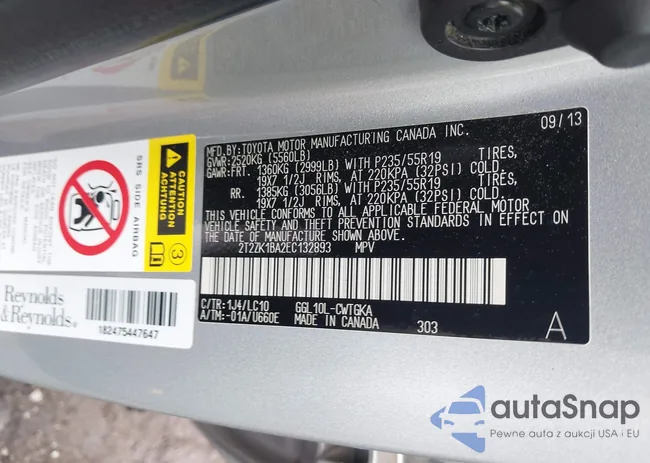 09/13
MFD.BY: TOYOTA MOTOR MANUFACTURING CANADA INC.
GVWR: 2520KG (5560LB)
GAWR: FRT. 1360KG (2999LB) WITH P235/55R19 TIRES,
19X7 1/2J RIMS, AT 220KPA (32PSI) COLD,
RR. 1385KG (3056LB) WITH P235/55R19 TIRES,
19X7 1/2J RIMS, AT 220KPA (32PSI) COLD.
THIS VEHICLE CONFORMS TO ALL APPLICABLE FEDERAL MOTOR
VEHICLE SAFETY AND THEFT PREVENTION STANDARDS IN EFFECT ON
THE DATE OF MANUFACTURE SHOWN ABOVE.
2T2ZK1BA2EC132893 MPV
C/TR: 1J4/LC10 GGL10L-CWTGKA
A/TM: -01A/U660E MADE IN CANADA 303 A
CAUTION
ATTENTION
ACHTUNG
SRS SIDE AIRBAG
3
Reynolds
&Reynolds®
182475447647
autaSnap
Pewne auta z aukcji USA i EU